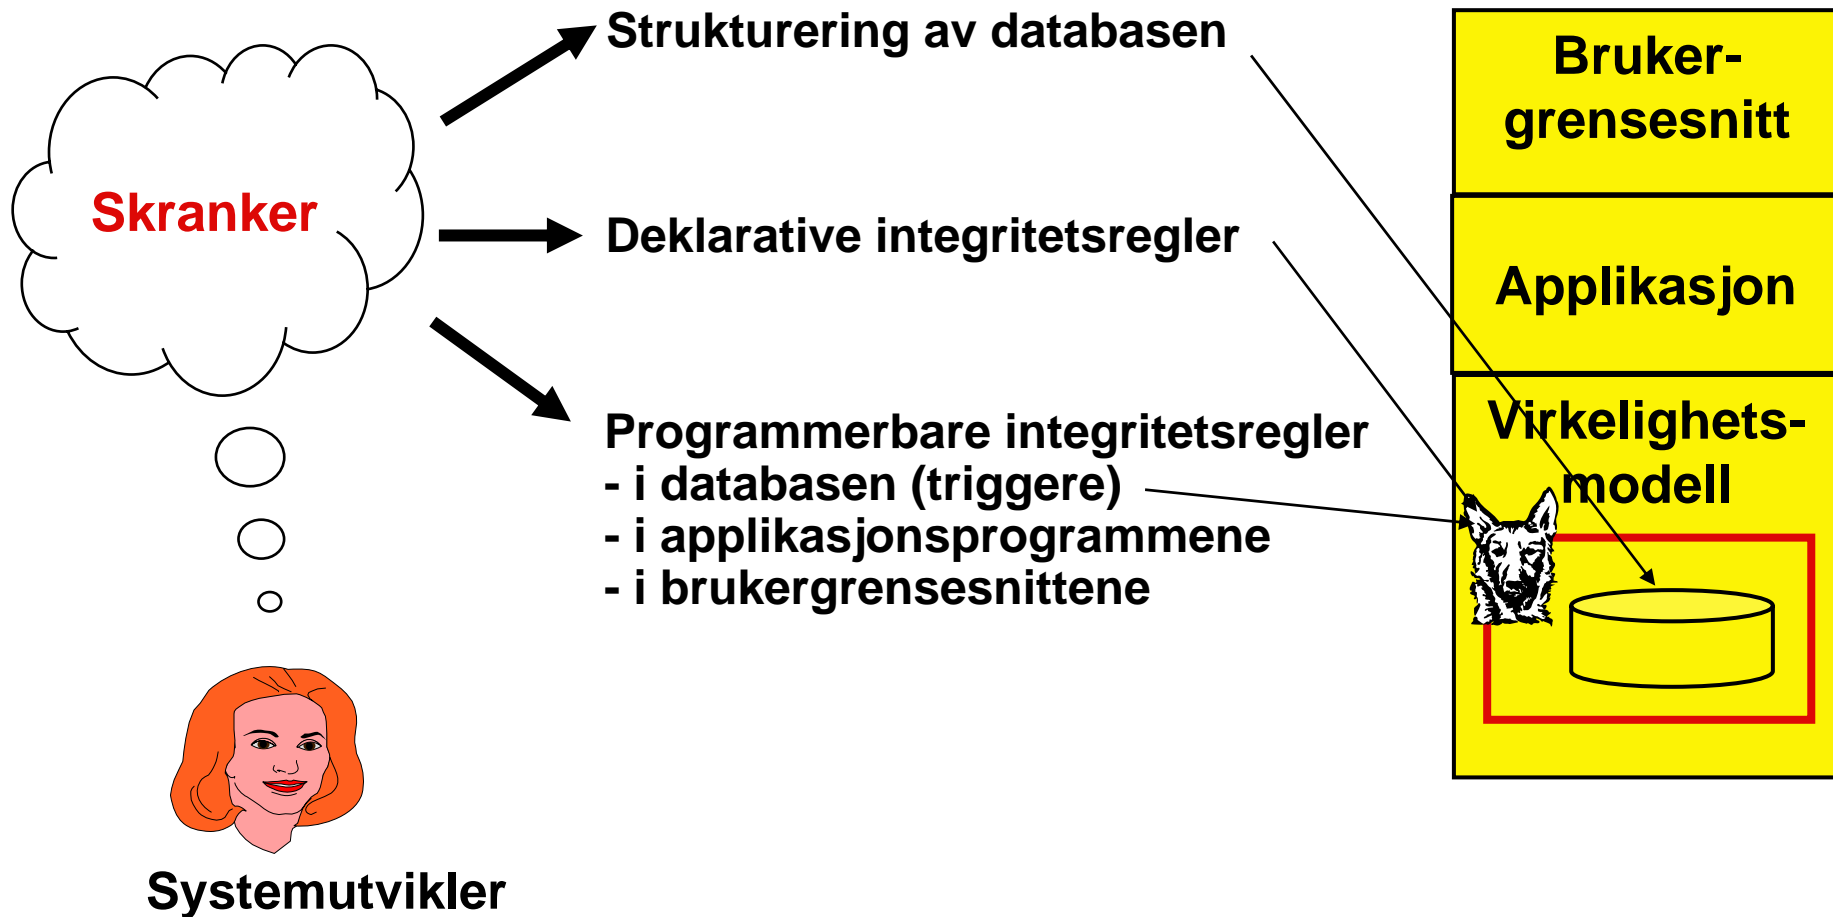 Strukturering av databasen
Skranker
Deklarative integritetsregler
Programmerbare integritetsregler
- i databasen (triggere)
- i applikasjonsprogrammene
- i brukergrensesnittene
Systemutvikler
Bruker-
grensesnitt
Applikasjon
Virkelighets-
modell